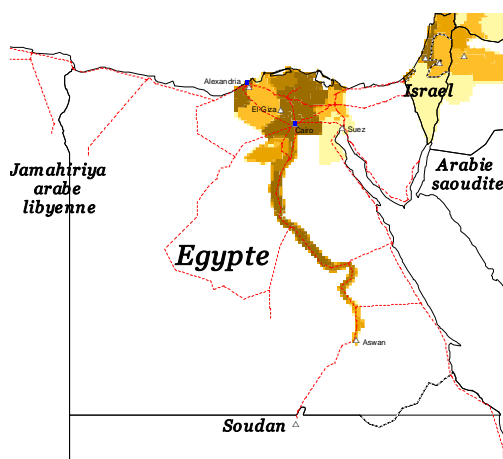 Alexandria
El Giza
Cairo
Suez
Israel
Jamahiriya
arabe
libyenne
Arabie
saoudite
Egypte
Aswan
Soudan